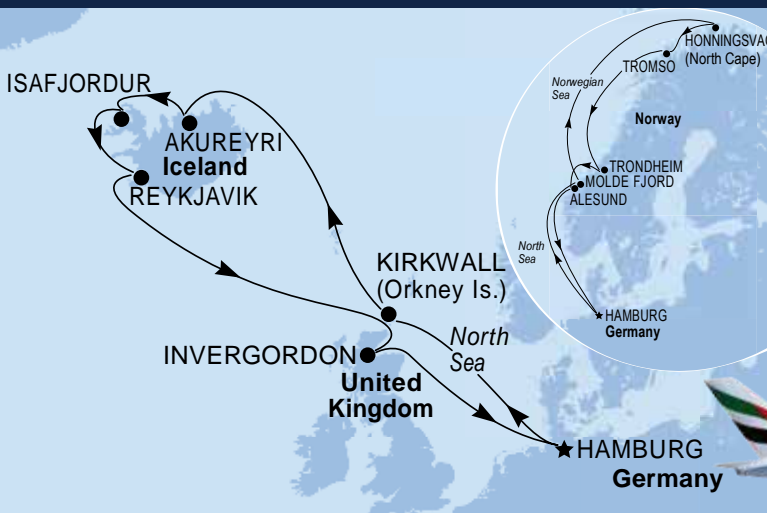 ISAFJORDUR
AKUREYRI
Iceland
REYKJAVIK
KIRKWALL
(Orkney Is.)
INVERGORDON
North
Sea
United
Kingdom
HAMBURG
Germany
(North Cape)
TROMSO
Norwegian
Sea
Norway
TRONDHEIM
MOLDE FJORD
ALESUND
North
Sea
HAMBURG
Germany